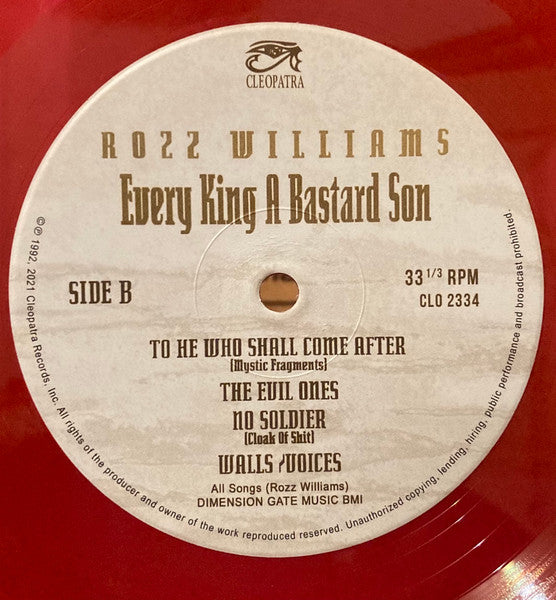 CLEOPATRA
ROZZ WILLIAMS
Every King A Bastard Son
SIDE B
33 1/3 RPM
CLO 2334
TO HE WHO SHALL COME AFTER
(Mystic Fragments)
THE EVIL ONES
NO SOLDIER
(Cloak Of Shit)
WALLS /VOICES
All Songs (Rozz Williams)
DIMENSION GATE MUSIC BMI
©℗ 1992, 2021 Cleopatra Records, Inc. All rights of the producer and owner of the work reproduced reserved. Unauthorized copying, lending, hiring, public performance and broadcast prohibited.